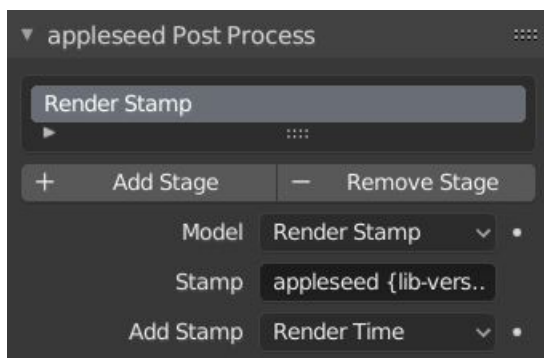 appleseed Post Process
Render Stamp
+ Add Stage − Remove Stage
Model Render Stamp
Stamp appleseed {lib-vers..
Add Stamp Render Time